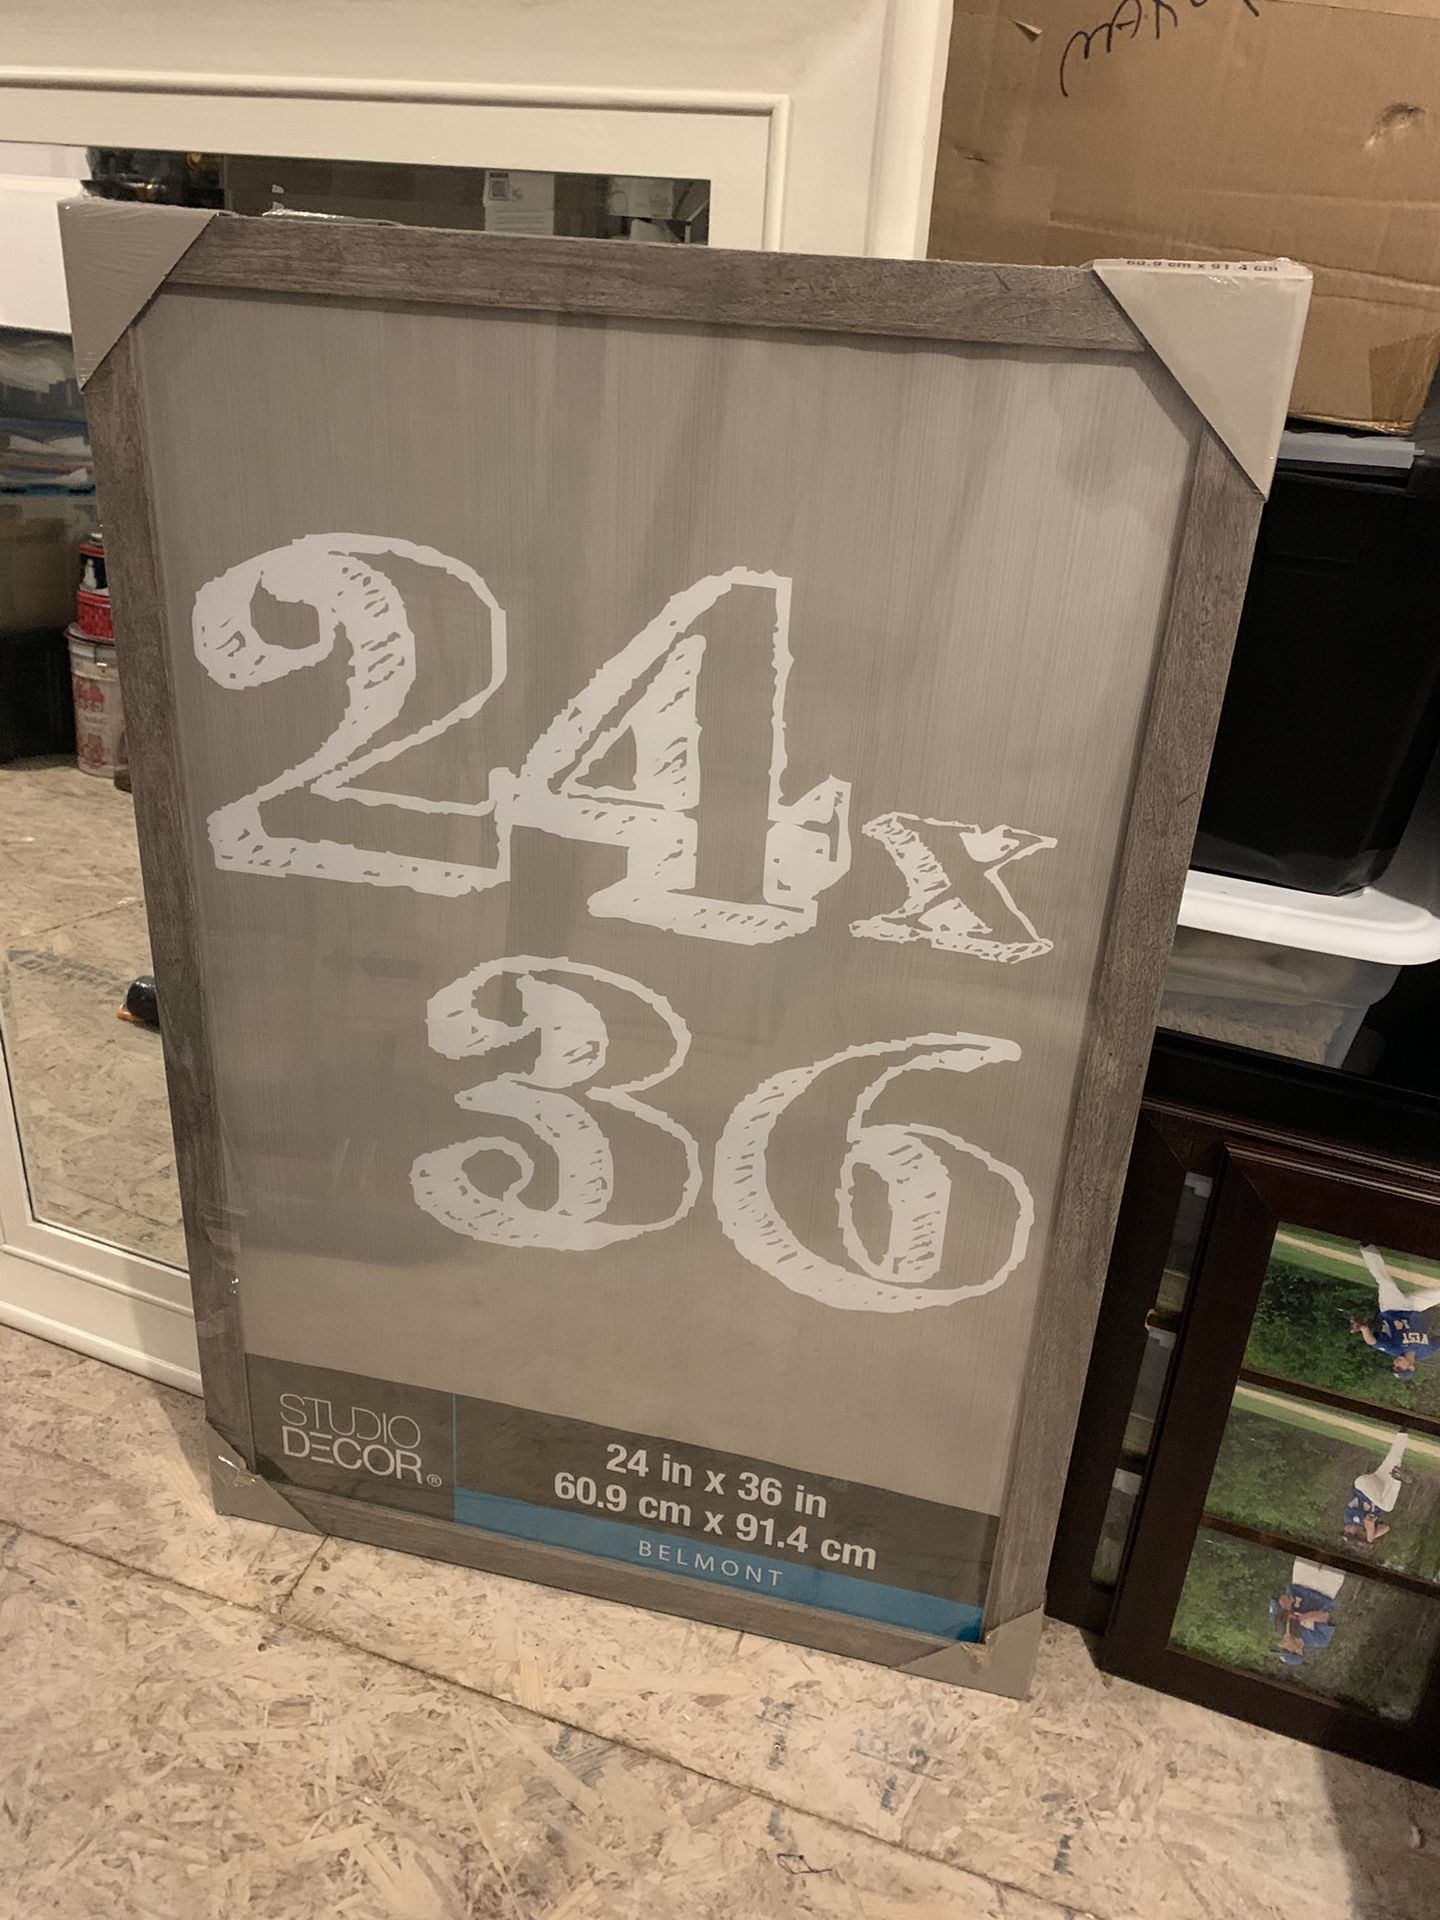 60.9 cm x 91.4 cm
24x
36
STUDIO
DECOR®
24 in x 36 in
60.9 cm x 91.4 cm
BELMONT
WEST